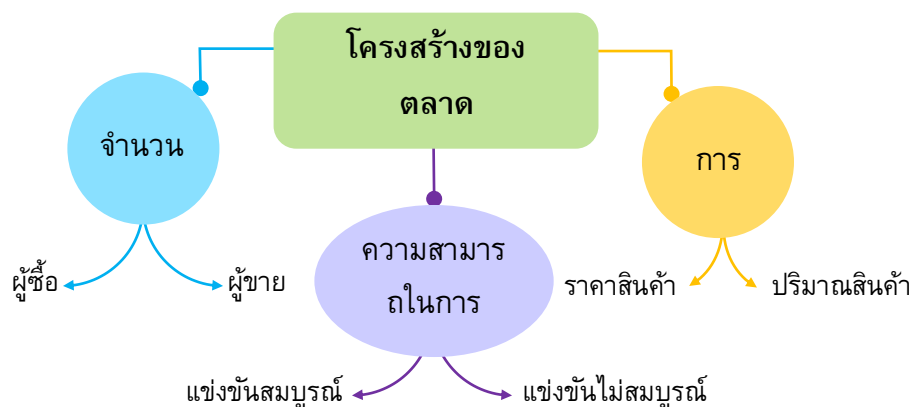 โครงสร้างของ
ตลาด
จำนวน
ผู้ซื้อ
ผู้ขาย
ความสามาร
ถในการ
แข่งขันสมบูรณ์
แข่งขันไม่สมบูรณ์
การ
ราคาสินค้า
ปริมาณสินค้า